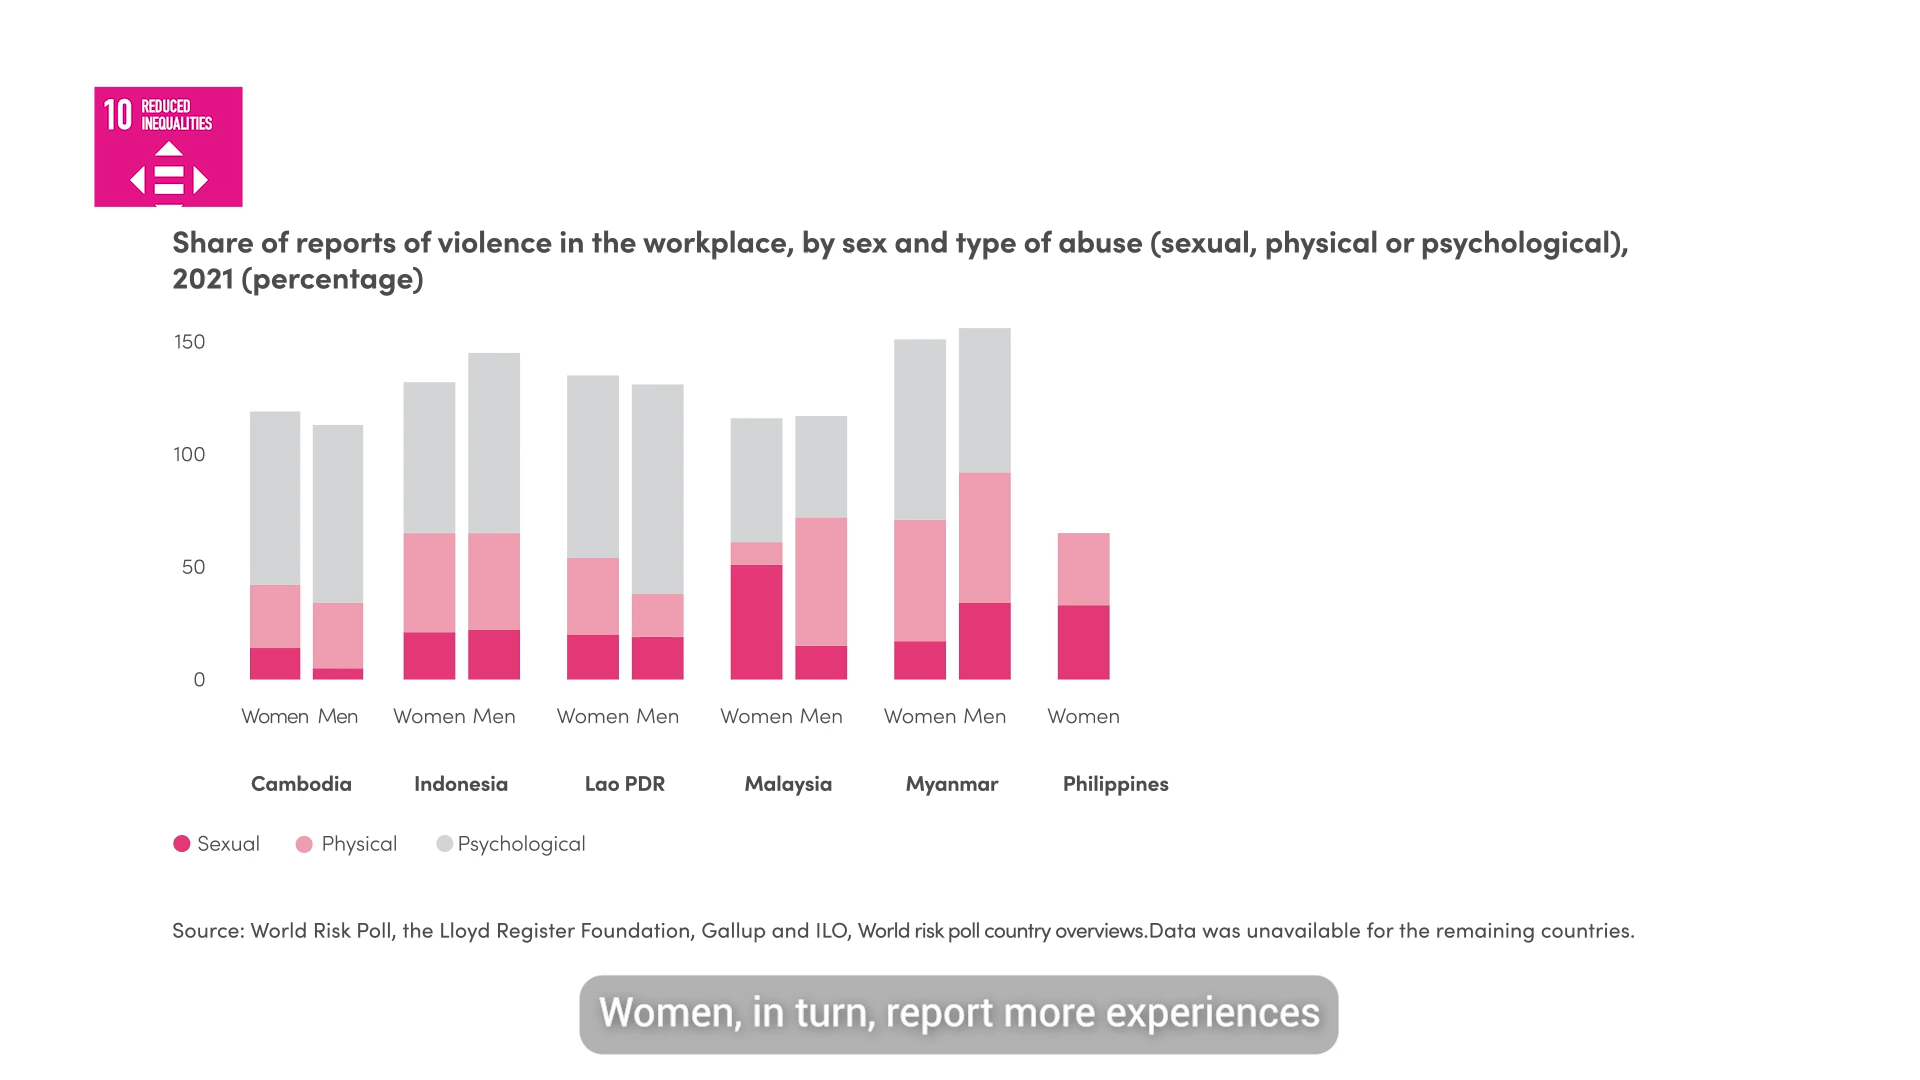 10 REDUCED
INEQUALITIES
Share of reports of violence in the workplace, by sex and type of abuse (sexual, physical or psychological),
2021 (percentage)
150
100
50
0
Women Men Women Men Women Men Women Men Women Men Women
Cambodia Indonesia Lao PDR Malaysia Myanmar Philippines
Sexual Physical Psychological
Source: World Risk Poll, the Lloyd Register Foundation, Gallup and ILO, World risk poll country overviews.Data was unavailable for the remaining countries.
Women, in turn, report more experiences